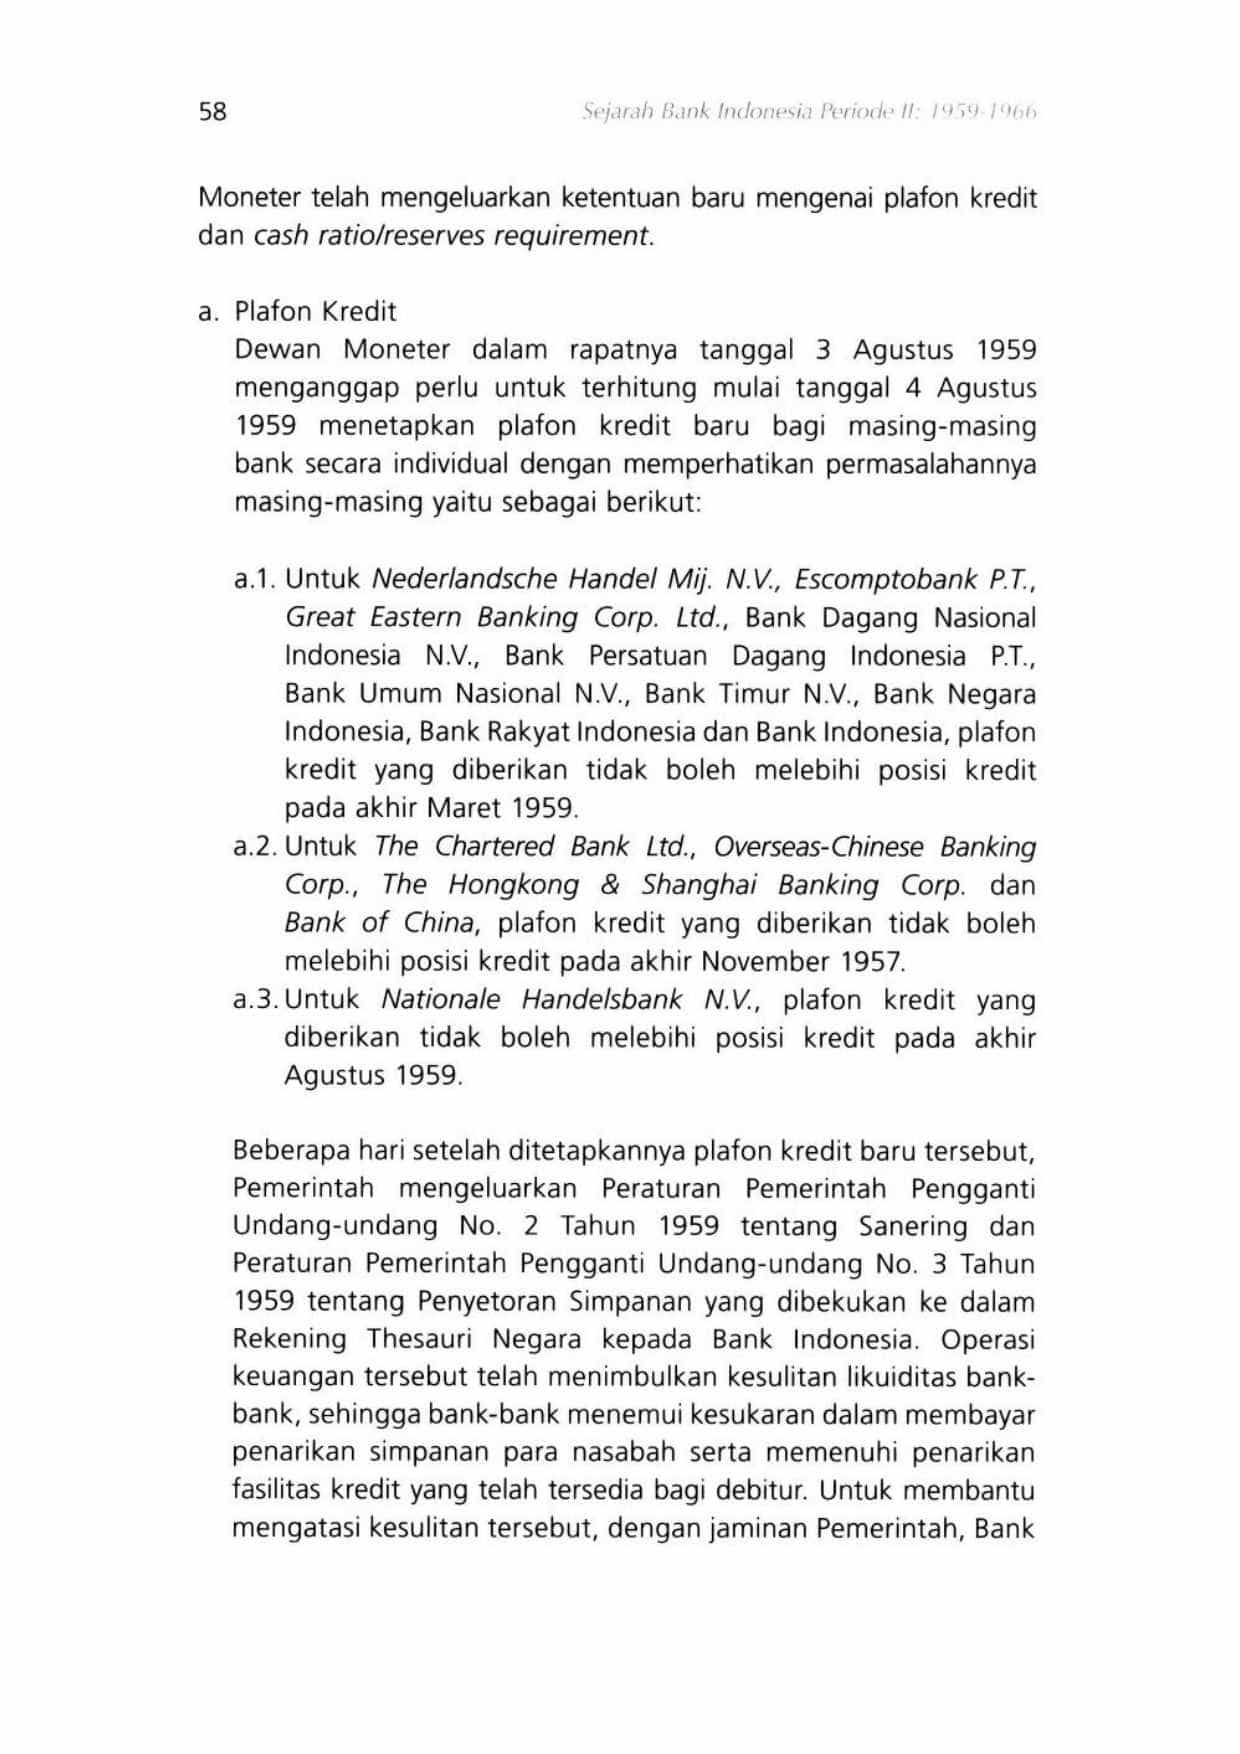 58
Sejarah Bank Indonesia Periode II: 1959-1966
Moneter telah mengeluarkan ketentuan baru mengenai plafon kredit
dan cash ratio/reserves requirement.
a. Plafon Kredit
Dewan Moneter dalam rapatnya tanggal 3 Agustus 1959
menganggap perlu untuk terhitung mulai tanggal 4 Agustus
1959 menetapkan plafon kredit baru bagi masing-masing
bank secara individual dengan memperhatikan permasalahannya
masing-masing yaitu sebagai berikut:
a.1. Untuk Nederlandsche Handel Mij. N.V., Escomptobank P.T.,
Great Eastern Banking Corp. Ltd., Bank Dagang Nasional
Indonesia N.V., Bank Persatuan Dagang Indonesia P.T.,
Bank Umum Nasional N.V., Bank Timur N.V., Bank Negara
Indonesia, Bank Rakyat Indonesia dan Bank Indonesia, plafon
kredit yang diberikan tidak boleh melebihi posisi kredit
pada akhir Maret 1959.
a.2. Untuk The Chartered Bank Ltd., Overseas-Chinese Banking
Corp., The Hongkong & Shanghai Banking Corp. dan
Bank of China, plafon kredit yang diberikan tidak boleh
melebihi posisi kredit pada akhir November 1957.
a.3. Untuk Nationale Handelsbank N.V., plafon kredit yang
diberikan tidak boleh melebihi posisi kredit pada akhir
Agustus 1959.
Beberapa hari setelah ditetapkannya plafon kredit baru tersebut,
Pemerintah mengeluarkan Peraturan Pemerintah Pengganti
Undang-undang No. 2 Tahun 1959 tentang Sanering dan
Peraturan Pemerintah Pengganti Undang-undang No. 3 Tahun
1959 tentang Penyetoran Simpanan yang dibekukan ke dalam
Rekening Thesauri Negara kepada Bank Indonesia. Operasi
keuangan tersebut telah menimbulkan kesulitan likuiditas bank-
bank, sehingga bank-bank menemui kesukaran dalam membayar
penarikan simpanan para nasabah serta memenuhi penarikan
fasilitas kredit yang telah tersedia bagi debitur. Untuk membantu
mengatasi kesulitan tersebut, dengan jaminan Pemerintah, Bank